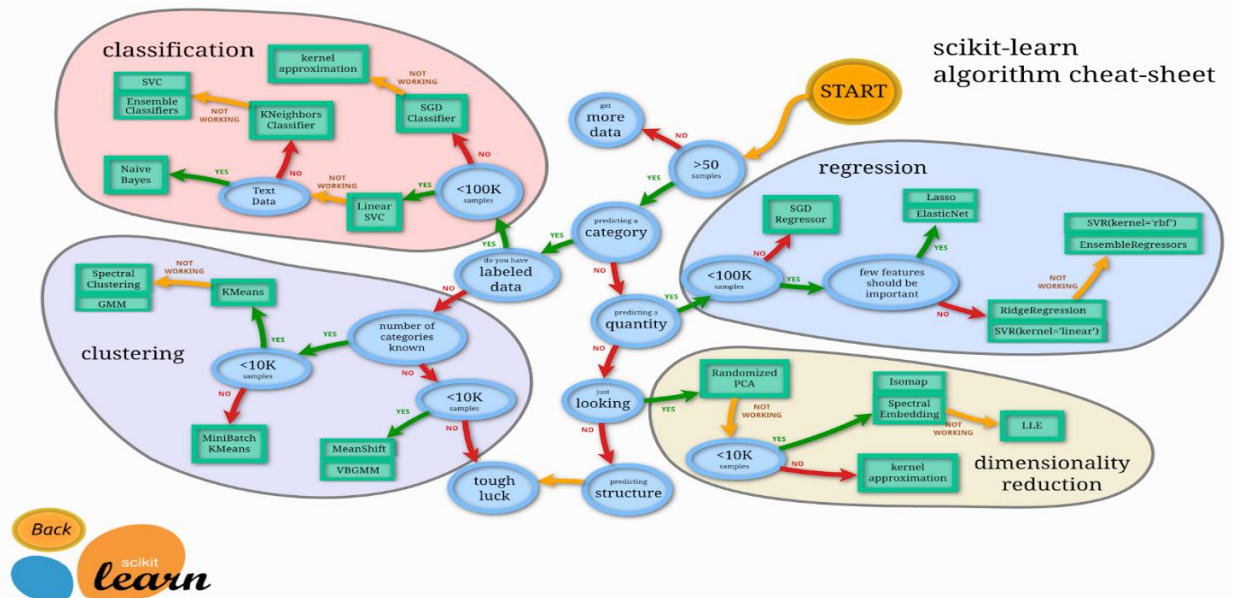 scikit-learn
algorithm cheat-sheet
START
>50
samples
NO
get
more
data
YES
predicting a
category
YES
NO
do you have
labeled
data
YES
NO
classification
<100K
samples
YES
NO
SGD
Classifier
NOT
WORKING
kernel
approximation
Linear
SVC
NOT
WORKING
Text
Data
YES
Naive
Bayes
NO
KNeighbors
Classifier
NOT
WORKING
SVC
Ensemble
Classifiers
clustering
number of
categories
known
YES
NO
<10K
samples
YES
KMeans
NOT
WORKING
Spectral
Clustering
GMM
NO
MiniBatch
KMeans
<10K
samples
YES
MeanShift
VBGMM
NO
tough
luck
predicting a
quantity
YES
NO
regression
<100K
samples
NO
SGD
Regressor
YES
few features
should be
important
YES
Lasso
ElasticNet
NO
RidgeRegression
SVR(kernel='linear')
NOT
WORKING
SVR(kernel='rbf')
EnsembleRegressors
just
looking
YES
NO
predicting
structure
dimensionality
reduction
Randomized
PCA
NOT
WORKING
<10K
samples
YES
Isomap
Spectral
Embedding
NOT
WORKING
LLE
NO
kernel
approximation
Back
scikit
learn